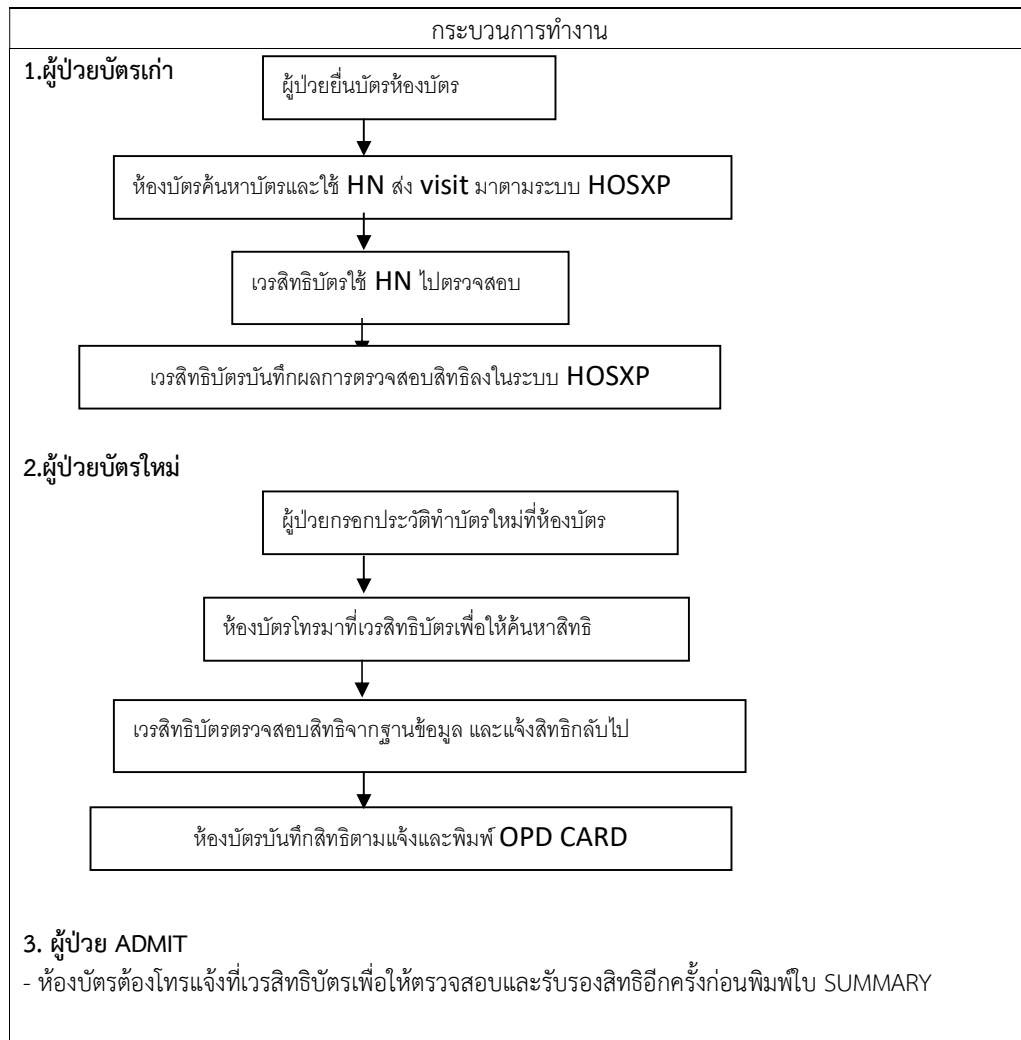 กระบวนการทำงาน
1.ผู้ป่วยบัตรเก่า
ผู้ป่วยยื่นบัตรห้องบัตร
ห้องบัตรค้นหาบัตรและใช้ HN ส่ง visit มาตามระบบ HOSXP
เวรสิทธิบัตรใช้ HN ไปตรวจสอบ
เวรสิทธิบัตรบันทึกผลการตรวจสอบสิทธิลงในระบบ HOSXP
2.ผู้ป่วยบัตรใหม่
ผู้ป่วยกรอกประวัติทำบัตรใหม่ที่ห้องบัตร
ห้องบัตรโทรมาที่เวรสิทธิบัตรเพื่อให้ค้นหาสิทธิ
เวรสิทธิบัตรตรวจสอบสิทธิจากฐานข้อมูล และแจ้งสิทธิกลับไป
ห้องบัตรบันทึกสิทธิตามแจ้งและพิมพ์ OPD CARD
3. ผู้ป่วย ADMIT
- ห้องบัตรต้องโทรแจ้งที่เวรสิทธิบัตรเพื่อให้ตรวจสอบและรับรองสิทธิอีกครั้งก่อนพิมพ์ใบ SUMMARY